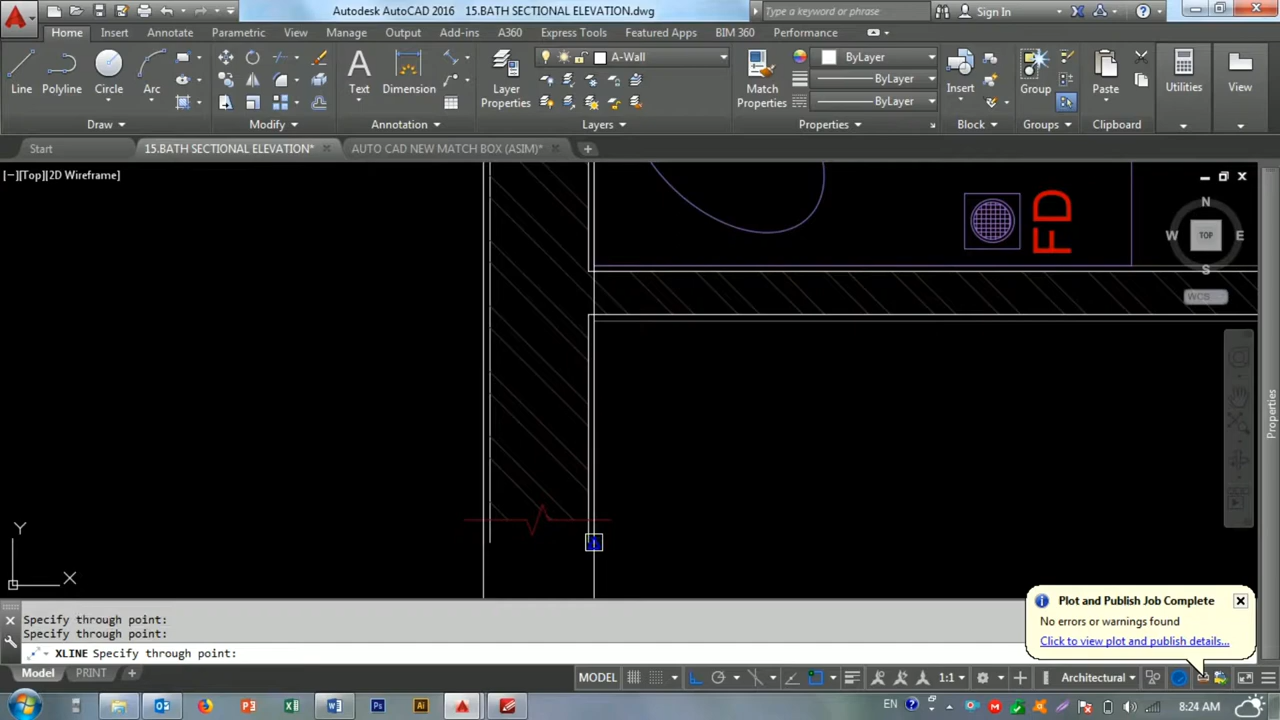 Autodesk AutoCAD 2016   15.BATH SECTIONAL ELEVATION.dwg
Type a keyword or phrase
Sign In
Home
Insert
Annotate
Parametric
View
Manage
Output
Add-ins
A360
Express Tools
Featured Apps
BIM 360
Performance
Line
Polyline
Circle
Arc
Text
Dimension
Layer
Properties
A-Wall
Match
Properties
ByLayer
ByLayer
ByLayer
Insert
Group
Paste
Utilities
View
Draw
Modify
Annotation
Layers
Properties
Block
Groups
Clipboard
Start
15.BATH SECTIONAL ELEVATION*
AUTO CAD NEW MATCH BOX (ASIM)*
[−][Top][2D Wireframe]
FD
N
W
TOP
E
S
WCS
Properties
Y
X
Specify through point:
Specify through point:
XLINE Specify through point:
Plot and Publish Job Complete
No errors or warnings found
Click to view plot and publish details...
Model
PRINT
MODEL
1:1
Architectural
EN
8:24 AM